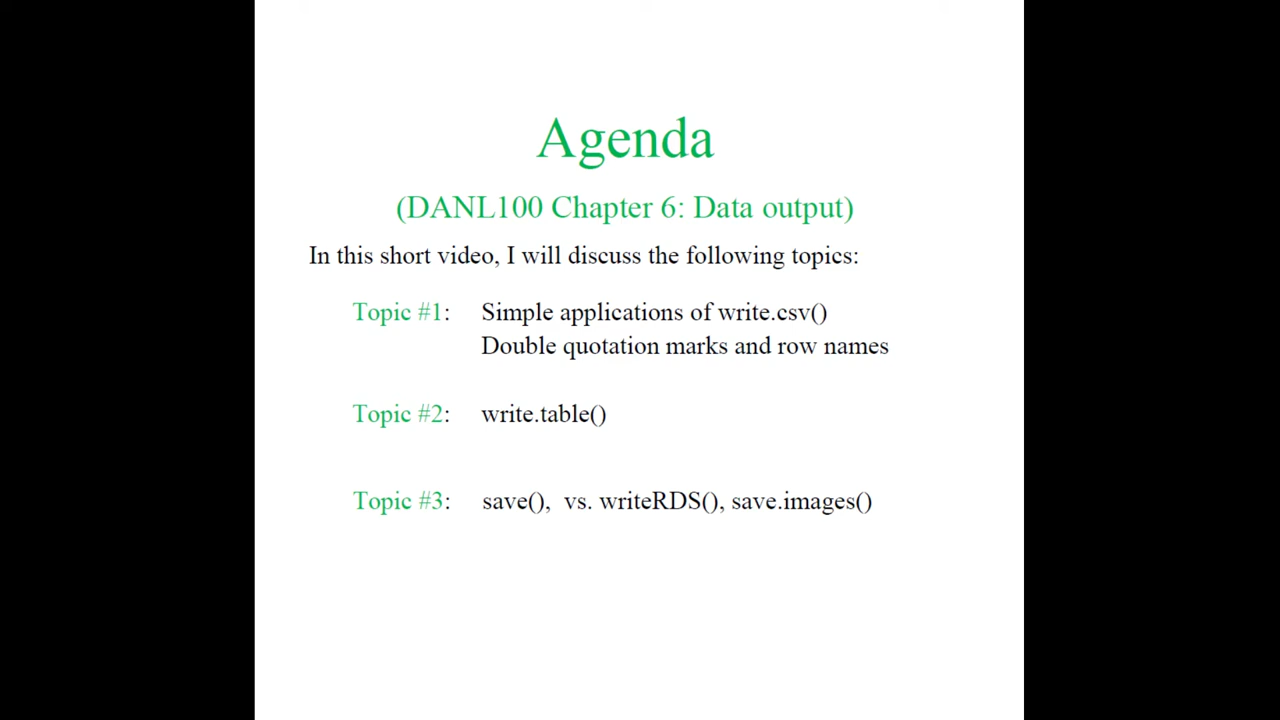 Agenda
(DANL100 Chapter 6: Data output)
In this short video, I will discuss the following topics:
Topic #1: Simple applications of write.csv()
Double quotation marks and row names
Topic #2: write.table()
Topic #3: save(), vs. writeRDS(), save.images()